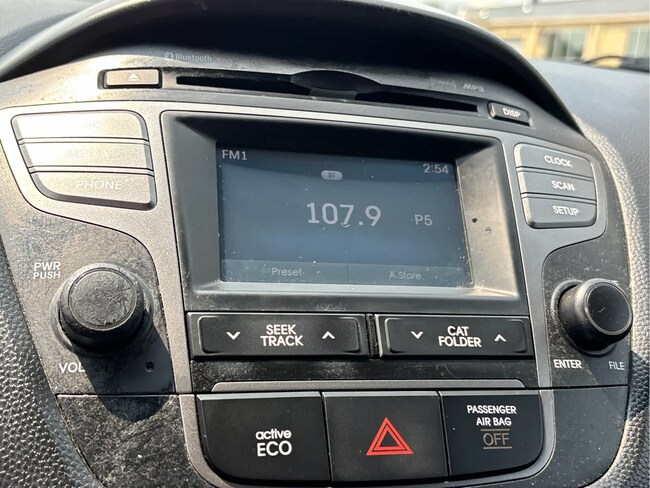 Bluetooth
MP3
DISP
FM1
2:54
ST
107.9 P5
Preset
A.Store
PHONE
CLOCK
SCAN
SETUP
PWR
PUSH
VOL
SEEK
TRACK
CAT
FOLDER
ENTER
FILE
active
ECO
PASSENGER
AIR BAG
OFF